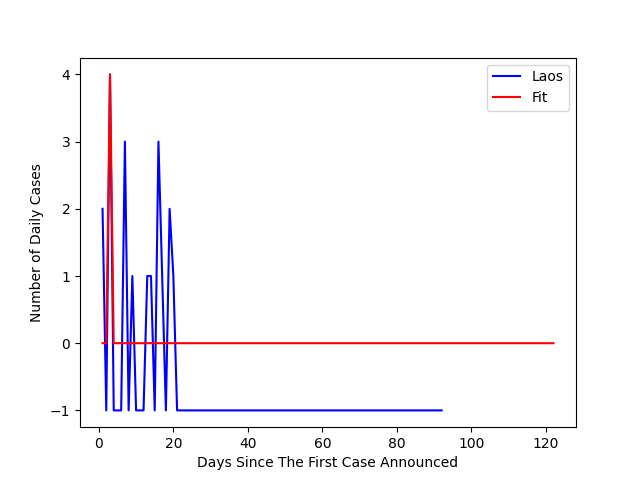 Laos
Fit
4
3
2
1
0
−1
Number of Daily Cases
0 20 40 60 80 100 120
Days Since The First Case Announced